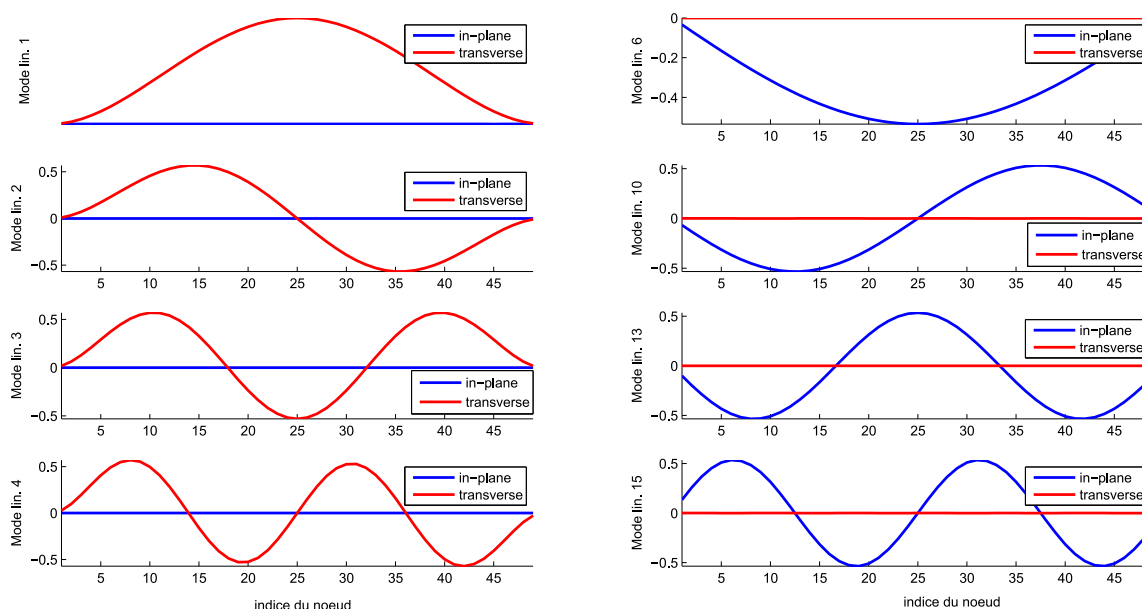 Mode lin. 1
in−plane
transverse
Mode lin. 2
0.5
0
−0.5
in−plane
transverse
5 10 15 20 25 30 35 40 45
Mode lin. 3
0.5
0
−0.5
in−plane
transverse
5 10 15 20 25 30 35 40 45
Mode lin. 4
0.5
0
−0.5
in−plane
transverse
5 10 15 20 25 30 35 40 45
indice du noeud
Mode lin. 6
0
−0.2
−0.4
in−plane
transverse
5 10 15 20 25 30 35 40 45
Mode lin. 10
0.5
0
−0.5
in−plane
transverse
5 10 15 20 25 30 35 40 45
Mode lin. 13
0.5
0
−0.5
in−plane
transverse
5 10 15 20 25 30 35 40 45
Mode lin. 15
0.5
0
−0.5
in−plane
transverse
5 10 15 20 25 30 35 40 45
indice du noeud